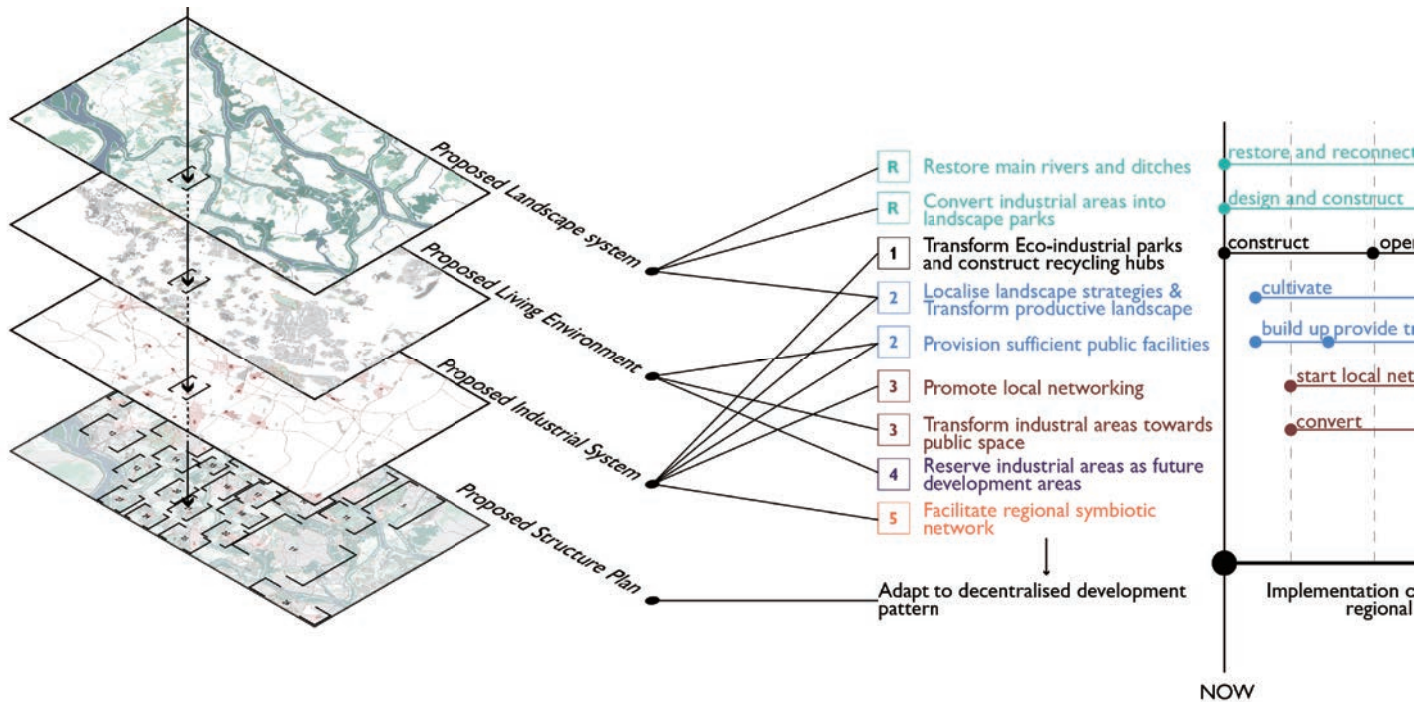 Proposed Landscape system
Proposed Living Environment
Proposed Industrial System
Proposed Structure Plan
R Restore main rivers and ditches
R Convert industrial areas into
landscape parks
1 Transform Eco-industrial parks
and construct recycling hubs
2 Localise landscape strategies &
Transform productive landscape
2 Provision sufficient public facilities
3 Promote local networking
3 Transform industral areas towards
public space
4 Reserve industrial areas as future
development areas
5 Facilitate regional symbiotic
network
Adapt to decentralised development
pattern
restore and reconnect
design and construct
construct oper
cultivate
build up provide tr
start local net
convert
Implementation o
regional
NOW